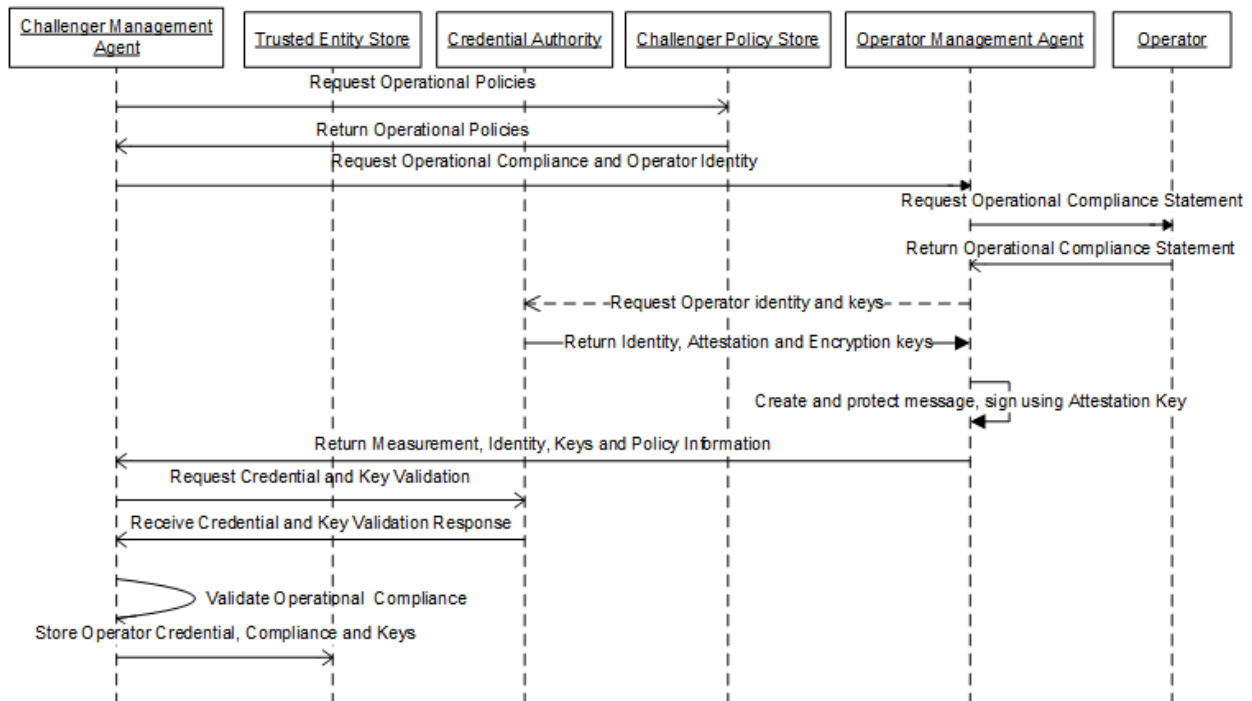 Challenger Management
Agent
Trusted Entity Store
Credential Authority
Challenger Policy Store
Operator Management Agent
Operator
Request Operational Policies
Return Operational Policies
Request Operational Compliance and Operator Identity
Request Operational Compliance Statement
Return Operational Compliance Statement
Request Operator identity and keys
Return Identity, Attestation and Encryption keys
Create and protect message, sign using Attestation Key
Return Measurement, Identity, Keys and Policy Information
Request Credential and Key Validation
Receive Credential and Key Validation Response
Validate Operational Compliance
Store Operator Credential, Compliance and Keys